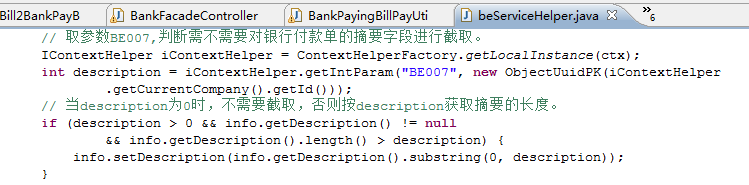 Bill2BankPayB BankFacadeController BankPayingBillPayUti beServiceHelper.java »6
// 取参数BE007,判断需不需要对银行付款单的摘要字段进行截取。
IContextHelper iContextHelper = ContextHelperFactory.getLocalInstance(ctx);
int description = iContextHelper.getIntParam("BE007", new ObjectUuidPK(iContextHelper
.getCurrentCompany().getId()));
// 当description为0时，不需要截取，否则按description获取摘要的长度。
if (description > 0 && info.getDescription() != null
&& info.getDescription().length() > description) {
info.setDescription(info.getDescription().substring(0, description));
}